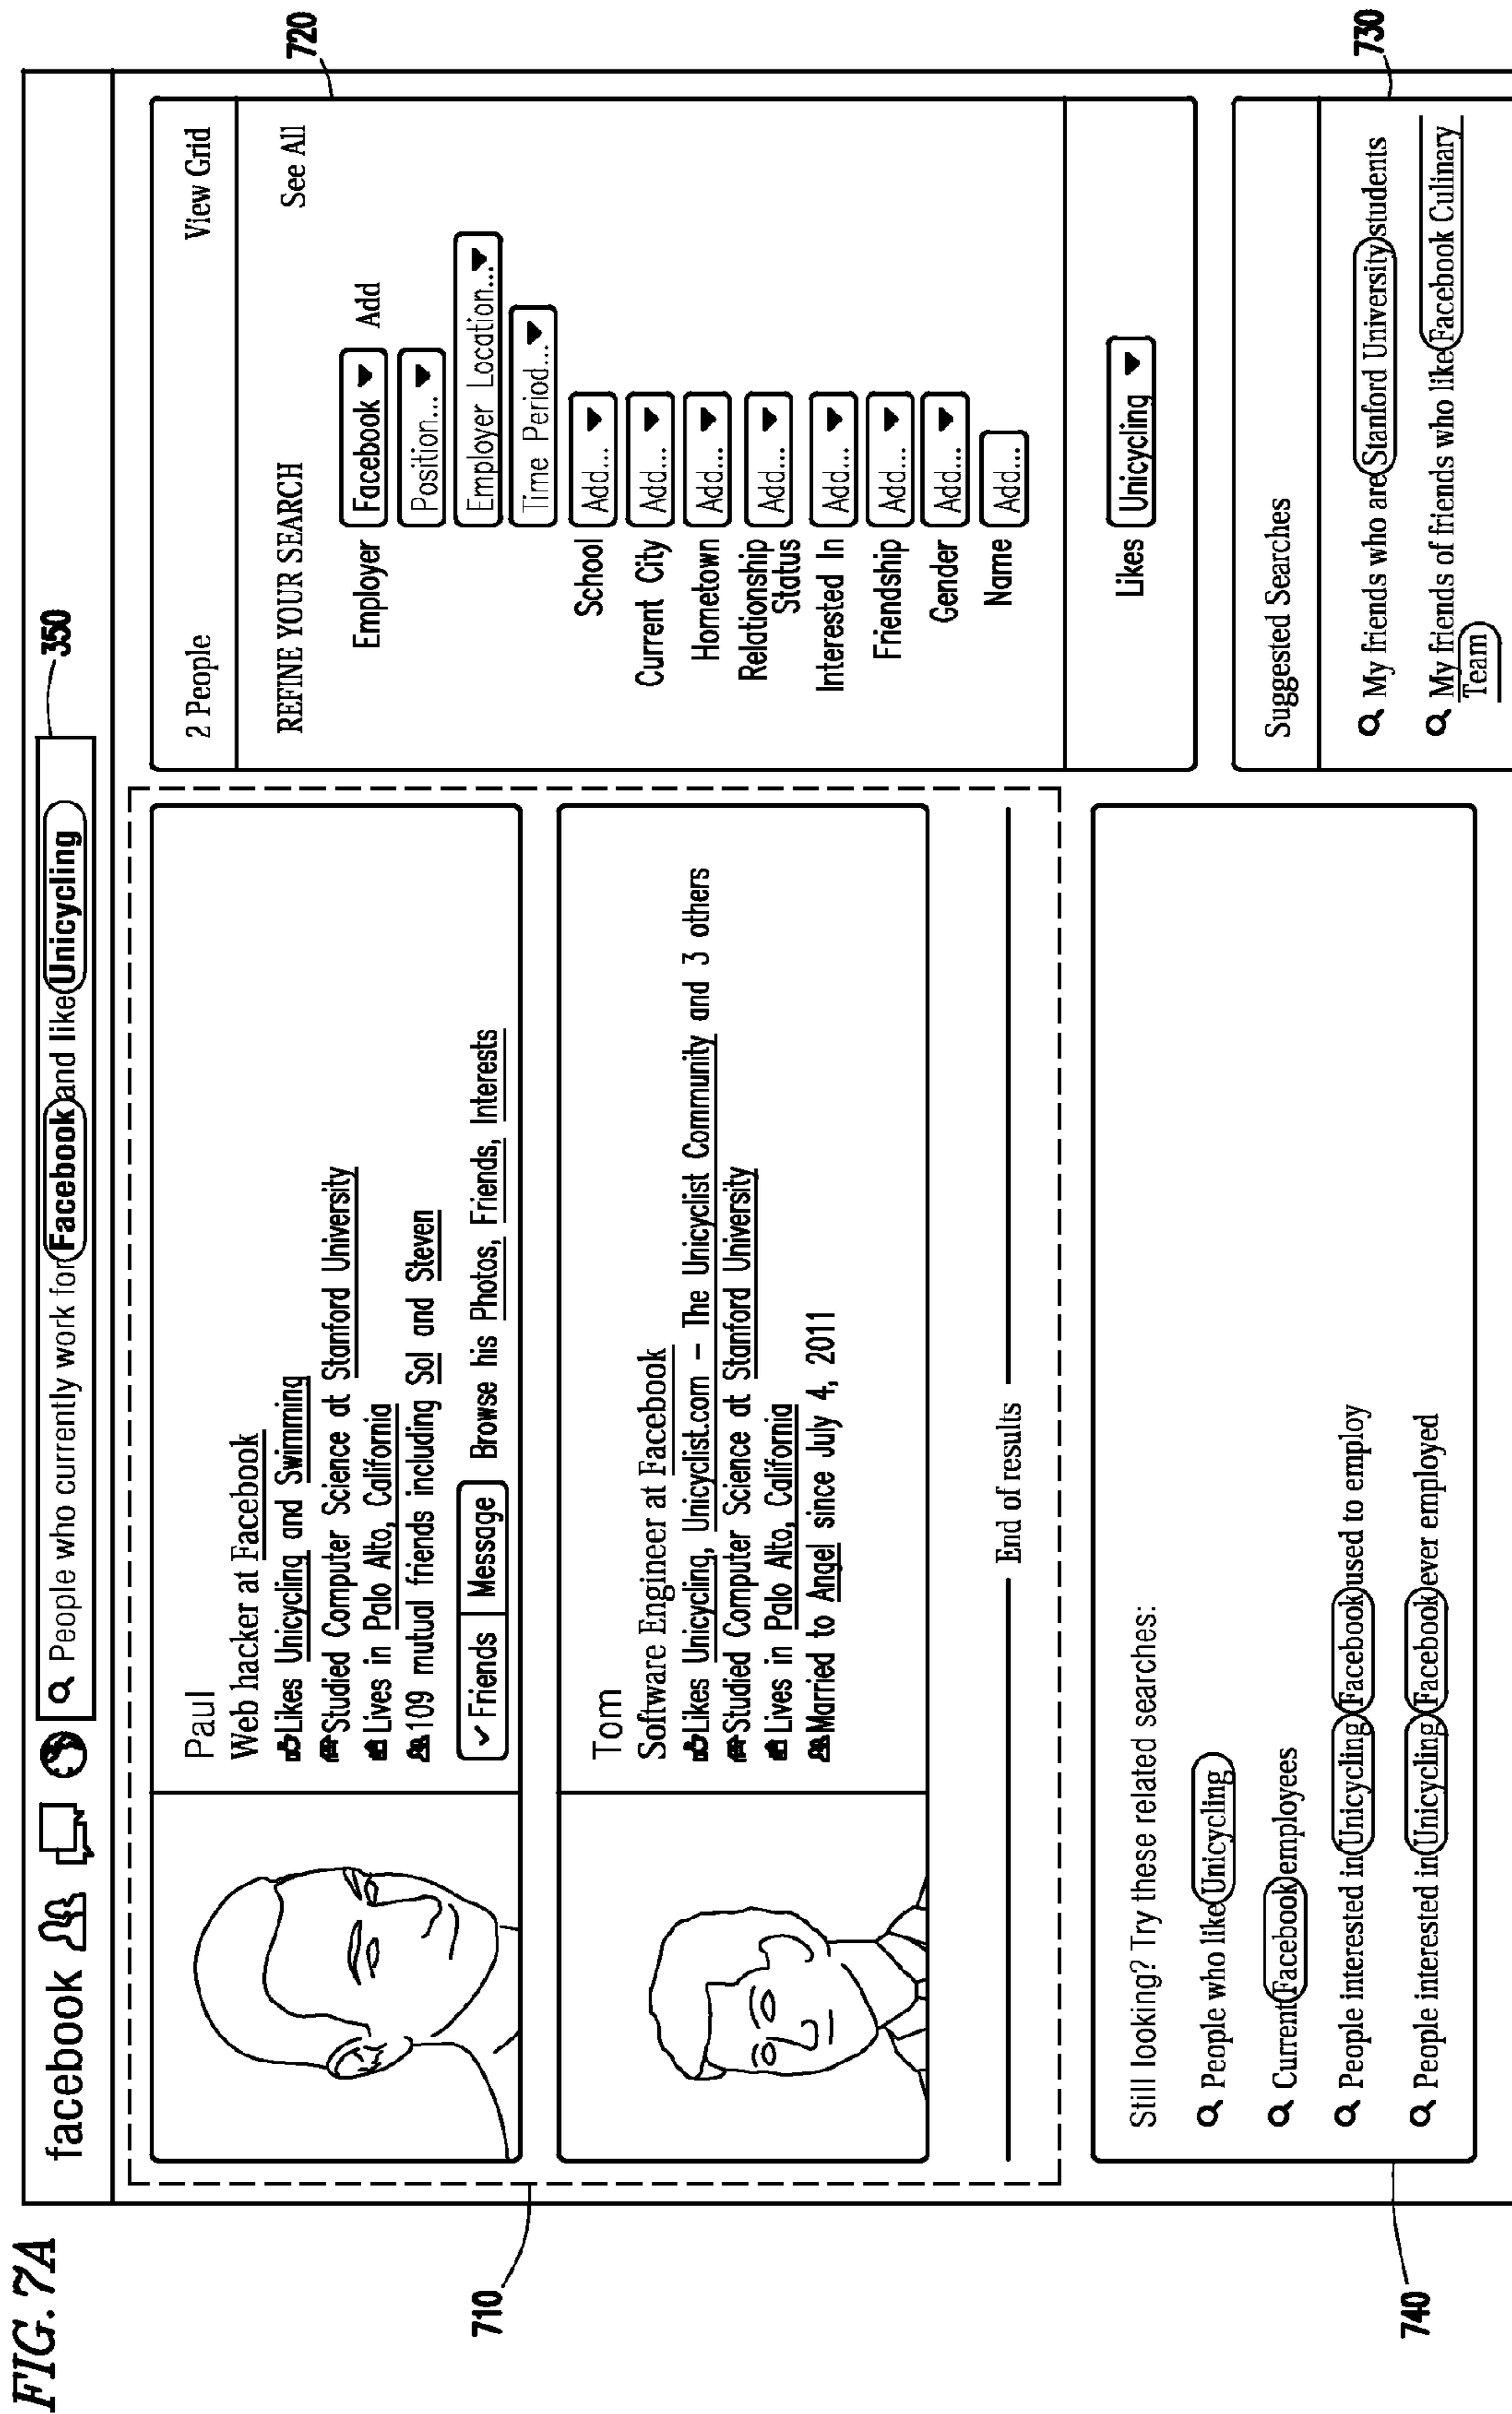 FIG. 7A
facebook
People who currently work for Facebook and like Unicycling
350
710
Paul
Web hacker at Facebook
Likes Unicycling and Swimming
Studied Computer Science at Stanford University
Lives in Palo Alto, California
109 mutual friends including Sol and Steven
✓ Friends Message Browse his Photos, Friends, Interests
Tom
Software Engineer at Facebook
Likes Unicycling, Unicyclist.com – The Unicyclist Community and 3 others
Studied Computer Science at Stanford University
Lives in Palo Alto, California
Married to Angel since July 4, 2011
End of results
720
2 People View Grid
REFINE YOUR SEARCH See All
Employer Facebook ▼ Add
Position... ▼
Employer Location... ▼
Time Period... ▼
School Add... ▼
Current City Add... ▼
Hometown Add... ▼
Relationship
Status Add... ▼
Interested In Add... ▼
Friendship Add... ▼
Gender Add... ▼
Name Add...
Likes Unicycling ▼
740
Still looking? Try these related searches:
People who like Unicycling
Current Facebook employees
People interested in Unicycling Facebook used to employ
People interested in Unicycling Facebook ever employed
730
Suggested Searches
My friends who are Stanford University students
My friends of friends who like Facebook Culinary
Team